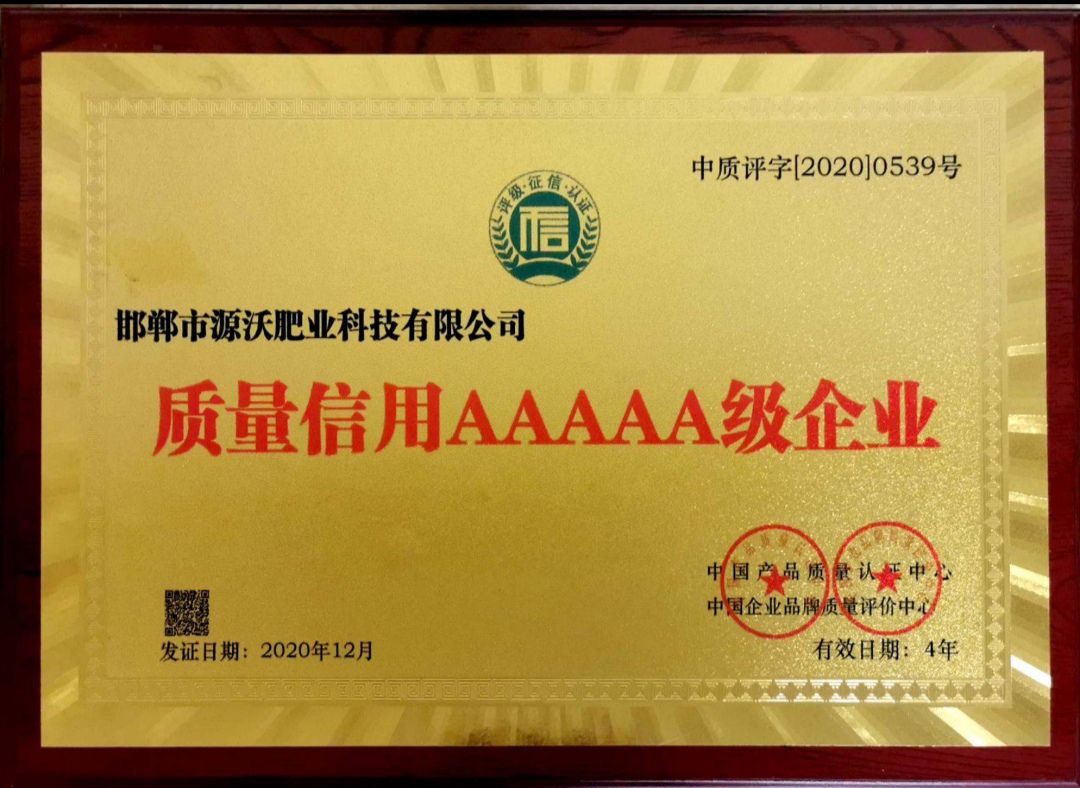 中质评字[2020]0539号
评级·征信·认证
信
邯郸市源沃肥业科技有限公司
质量信用AAAAA级企业
中国产品质量认证中心
中国企业品牌质量评价中心
发证日期：2020年12月
有效日期：4年